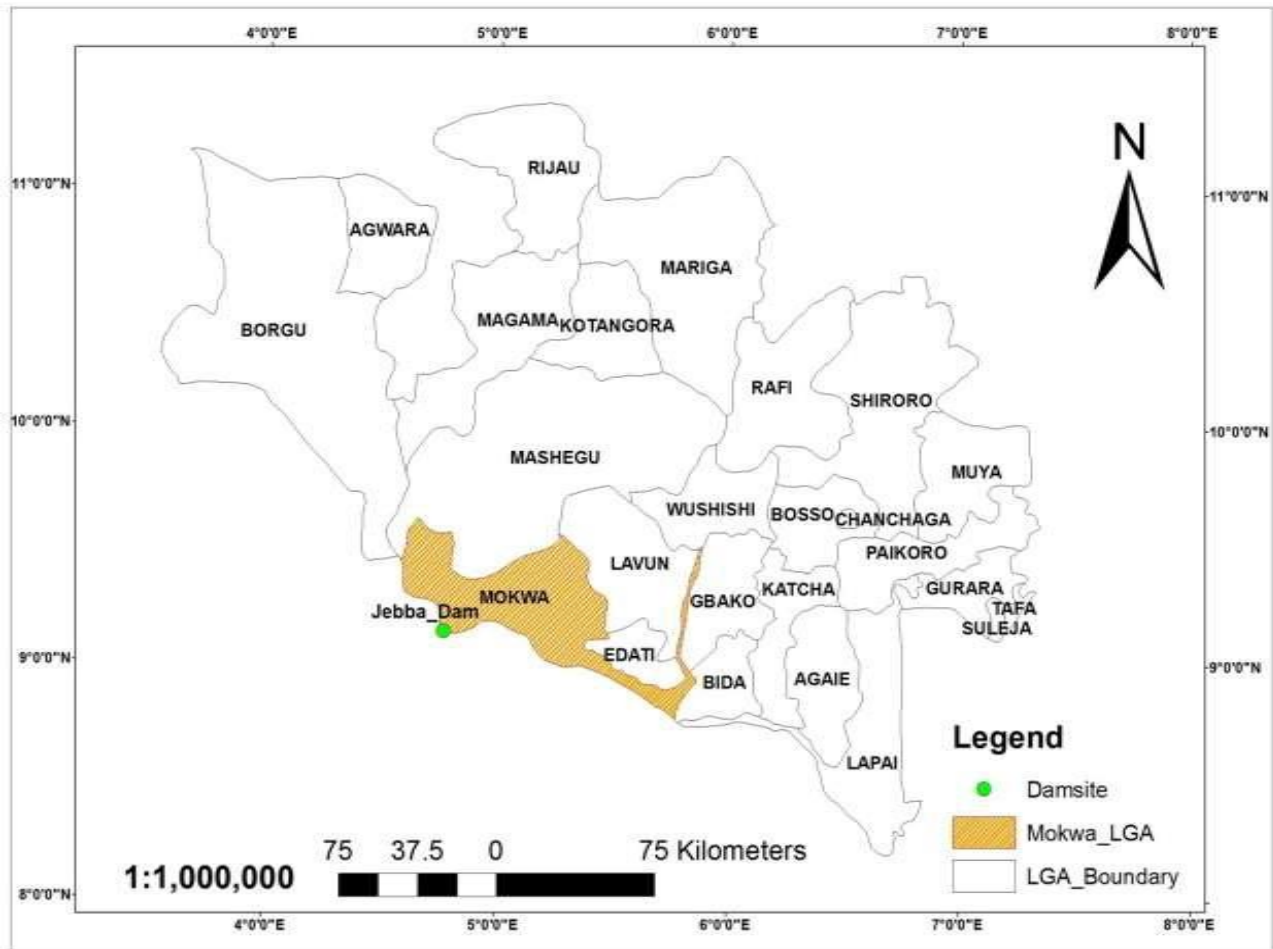 4°0'0"E 5°0'0"E 6°0'0"E 7°0'0"E 8°0'0"E
N
RIJAU
11°0'0"N 11°0'0"N
AGWARA
MARIGA
MAGAMA KOTANGORA
BORGU
RAFI
SHIRORO
10°0'0"N 10°0'0"N
MASHEGU
MUYA
WUSHISHI
BOSSO CHANCHAGA
PAIKORO
LAVUN
KATCHA GURARA
MOKWA GBAKO
Jebba_Dam TAFA
SULEJA
EDATI
9°0'0"N 9°0'0"N
BIDA AGAIE
Legend
LAPAI
Damsite
Mokwa_LGA
75 37.5 0 75 Kilometers
1:1,000,000
LGA_Boundary
8°0'0"N
4°0'0"E 5°0'0"E 6°0'0"E 7°0'0"E 8°0'0"E